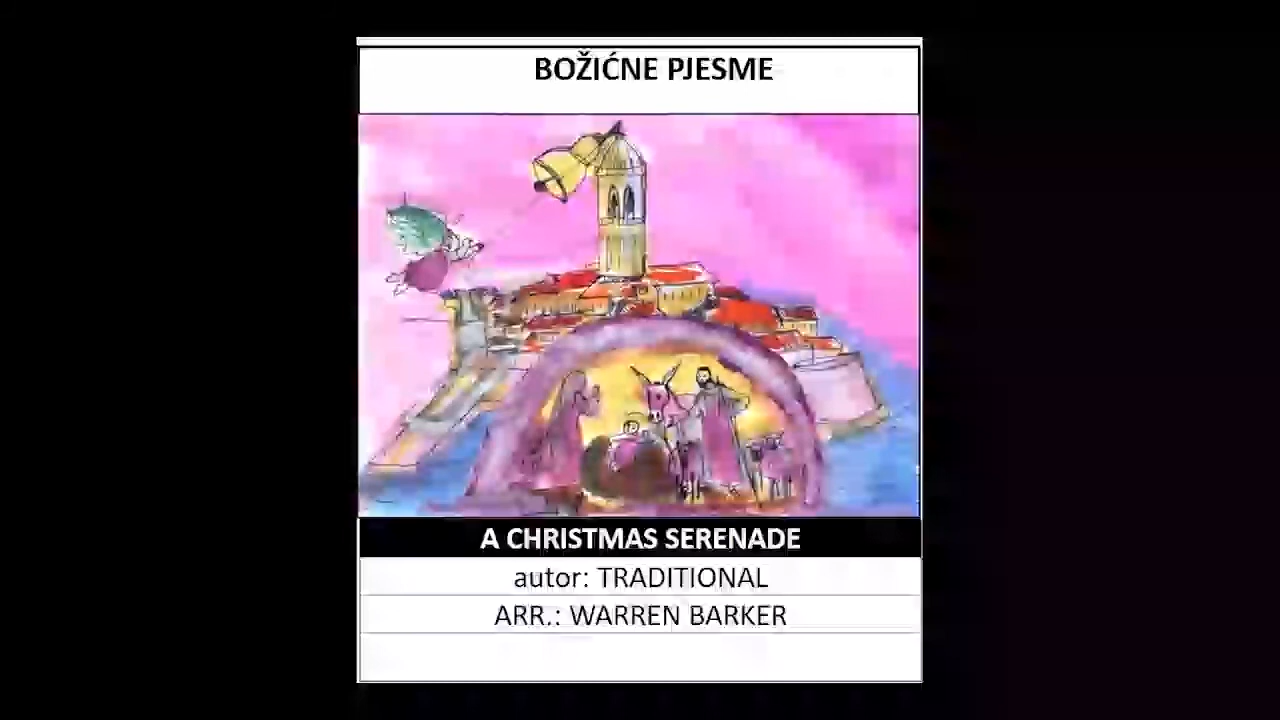 BOŽIĆNE PJESME
A CHRISTMAS SERENADE
autor: TRADITIONAL
ARR.: WARREN BARKER